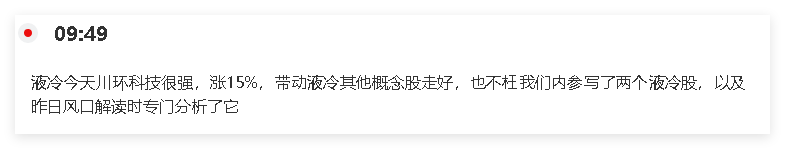 09:49
液冷今天川环科技很强，涨15%，带动液冷其他概念股走好，也不枉我们内参写了两个液冷股，以及
昨日风口解读时专门分析了它